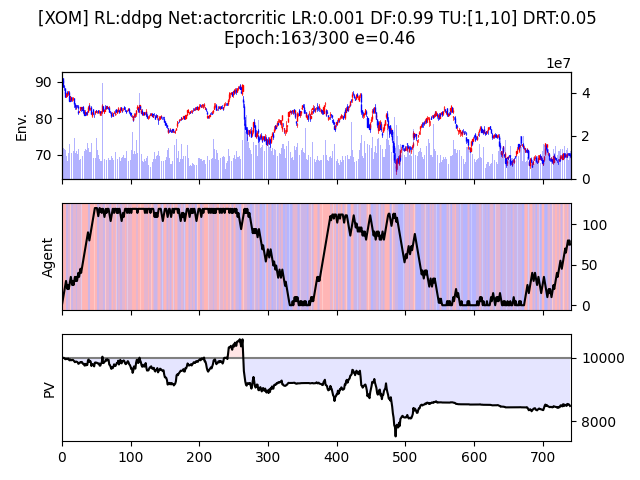 [XOM] RL:ddpg Net:actorcritic LR:0.001 DF:0.99 TU:[1,10] DRT:0.05
Epoch:163/300 e=0.46
1e7
90
80
70
Env.
4
2
0
Agent
100
50
0
PV
10000
8000
0 100 200 300 400 500 600 700